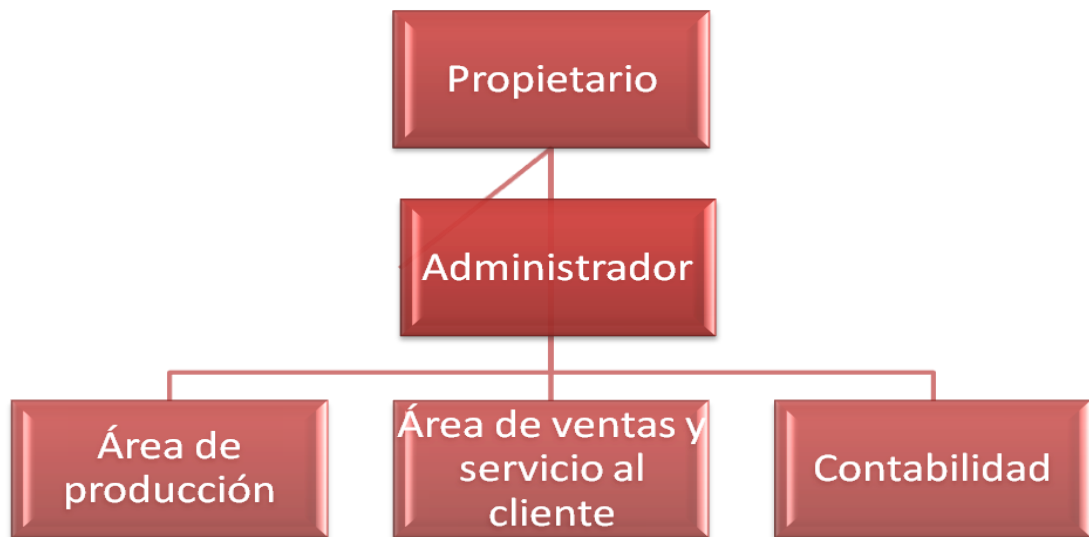 Propietario
Administrador
Área de
producción
Área de ventas y
servicio al
cliente
Contabilidad